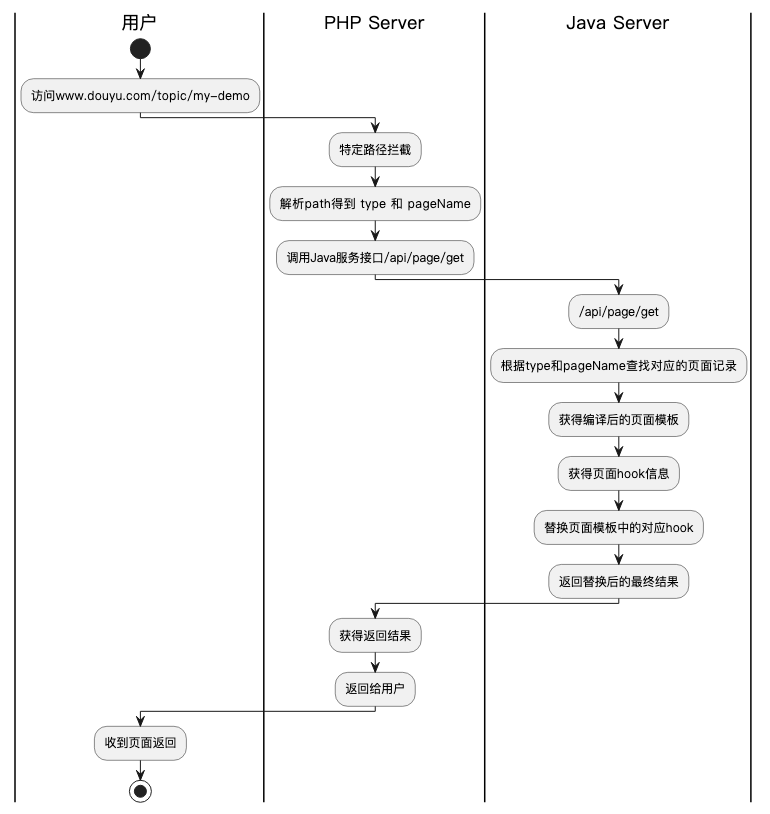 用户
PHP Server
Java Server
访问www.douyu.com/topic/my-demo
特定路径拦截
解析path得到 type 和 pageName
调用Java服务接口/api/page/get
/api/page/get
根据type和pageName查找对应的页面记录
获得编译后的页面模板
获得页面hook信息
替换页面模板中的对应hook
返回替换后的最终结果
获得返回结果
返回给用户
收到页面返回